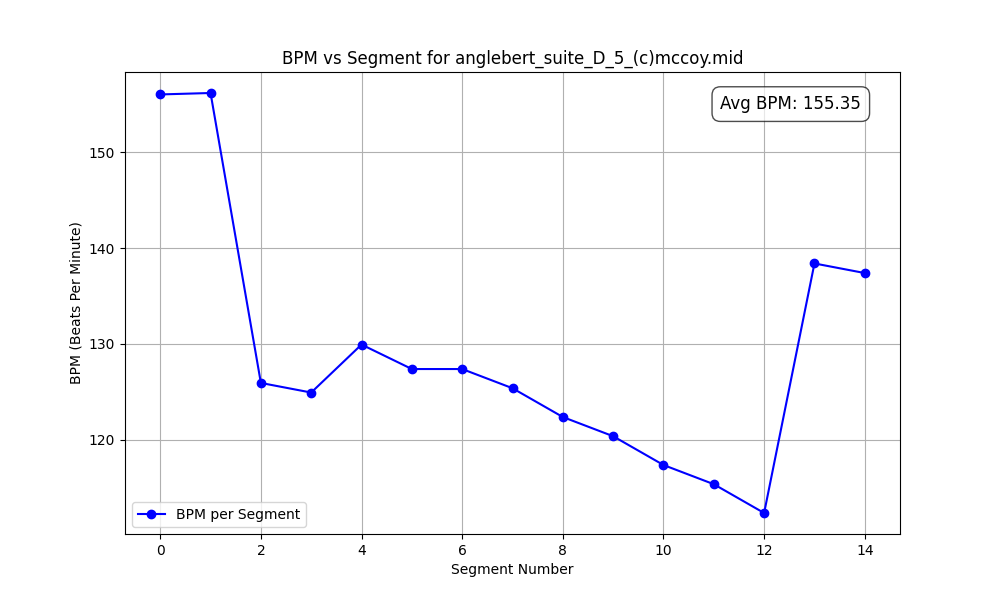 BPM vs Segment for anglebert_suite_D_5_(c)mccoy.mid
Avg BPM: 155.35
BPM (Beats Per Minute)
150
140
130
120
BPM per Segment
0 2 4 6 8 10 12 14
Segment Number